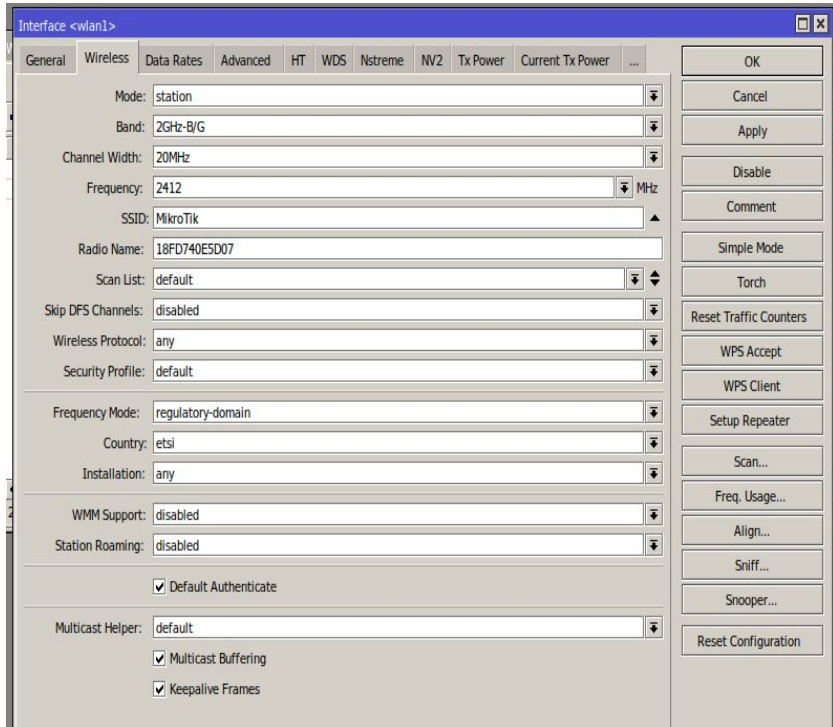 Interface <wlan1>
General Wireless Data Rates Advanced HT WDS Nstreme NV2 Tx Power Current Tx Power ...
Mode: station
Band: 2GHz-B/G
Channel Width: 20MHz
Frequency: 2412 MHz
SSID: MikroTik
Radio Name: 18FD740E5D07
Scan List: default
Skip DFS Channels: disabled
Wireless Protocol: any
Security Profile: default
Frequency Mode: regulatory-domain
Country: etsi
Installation: any
WMM Support: disabled
Station Roaming: disabled
Default Authenticate
Multicast Helper: default
Multicast Buffering
Keepalive Frames
OK
Cancel
Apply
Disable
Comment
Simple Mode
Torch
Reset Traffic Counters
WPS Accept
WPS Client
Setup Repeater
Scan...
Freq. Usage...
Align...
Sniff...
Snooper...
Reset Configuration